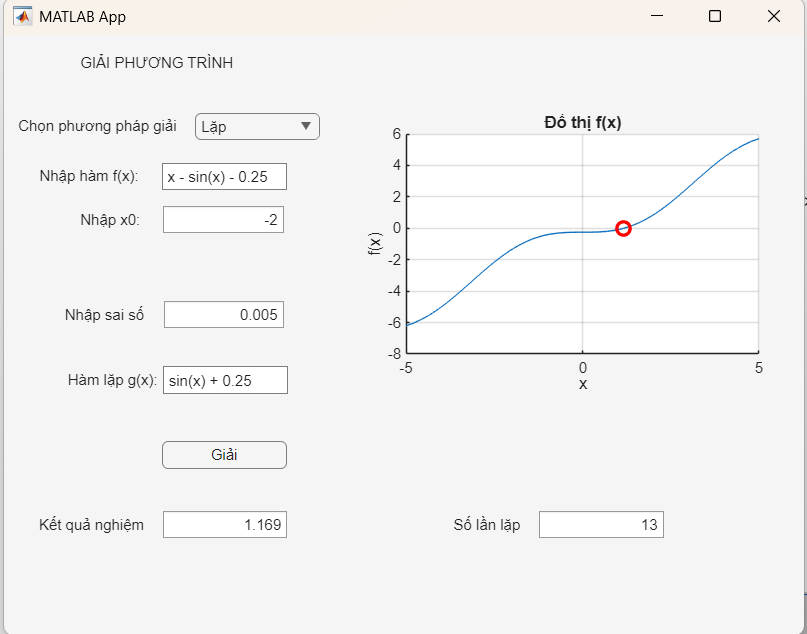 MATLAB App
GIẢI PHƯƠNG TRÌNH
Chọn phương pháp giải Lặp
Nhập hàm f(x): x - sin(x) - 0.25
Nhập x0: -2
Nhập sai số 0.005
Hàm lặp g(x): sin(x) + 0.25
Giải
Kết quả nghiệm 1.169
Số lần lặp 13
Đồ thị f(x)
f(x)
6
4
2
0
-2
-4
-6
-8
-5 0 5
x